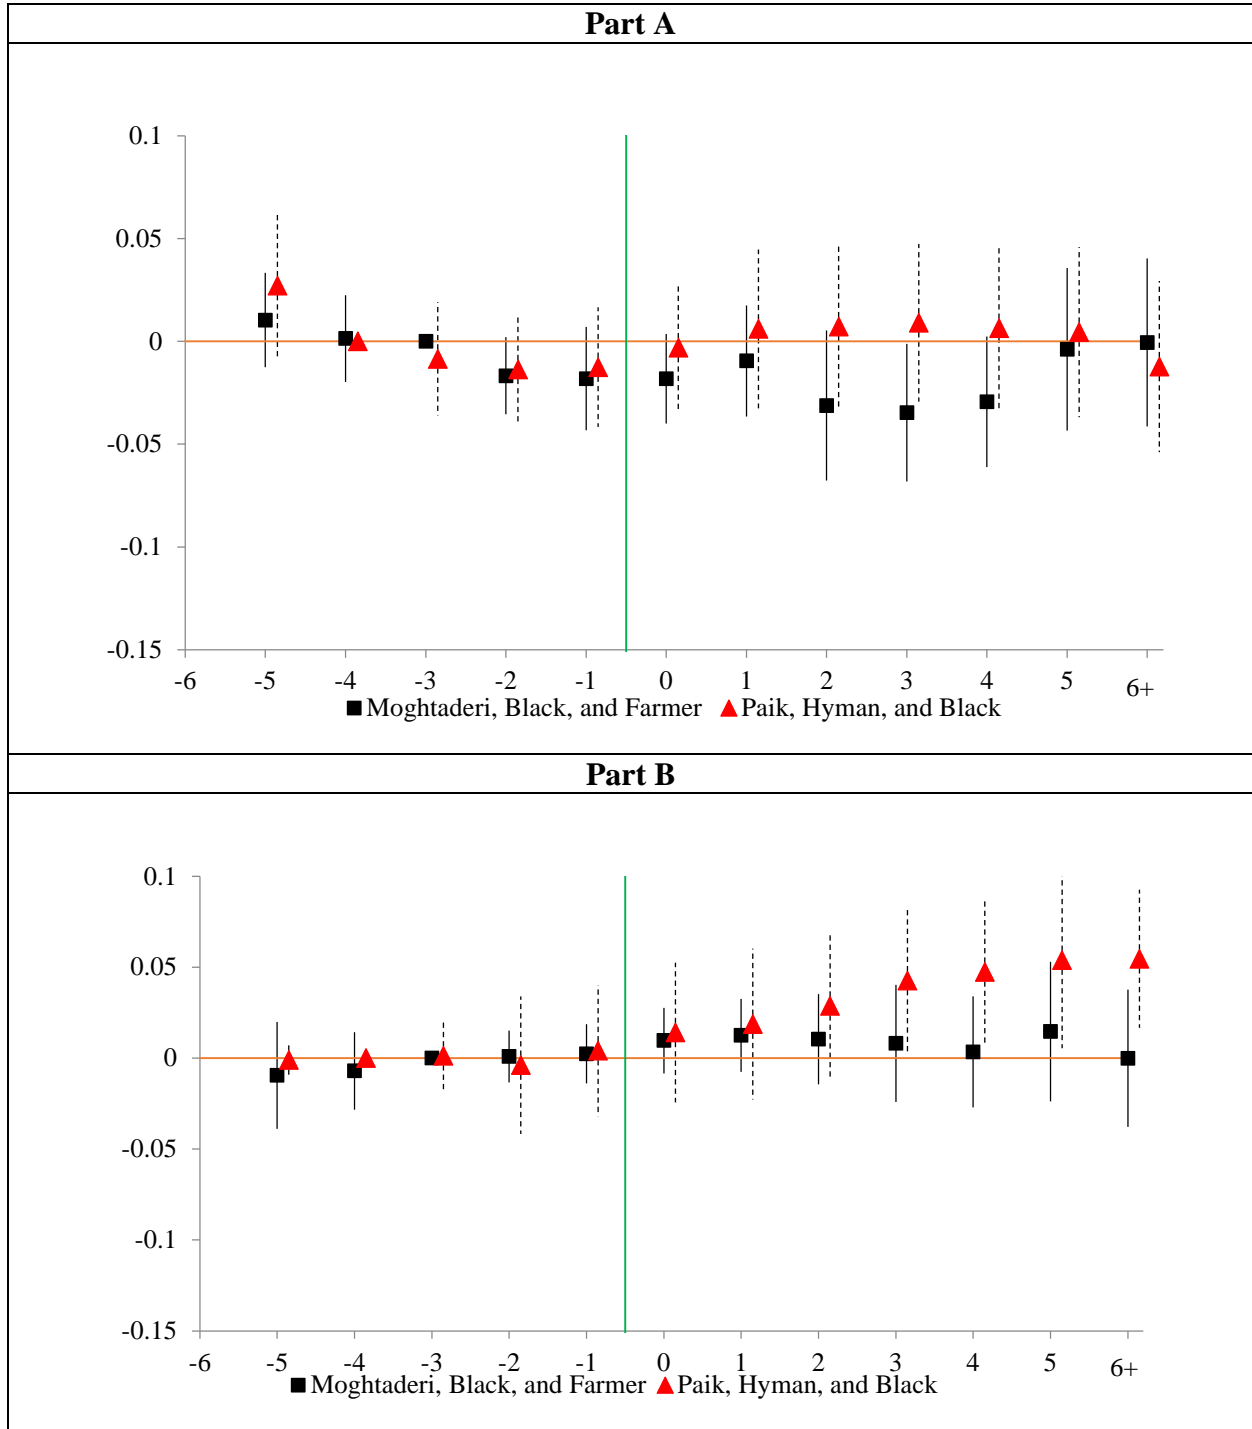 Part A
0.1
0.05
0
-0.05
-0.1
-0.15
-6 -5 -4 -3 -2 -1 0 1 2 3 4 5 6+
Moghtaderi, Black, and Farmer Paik, Hyman, and Black
Part B
0.1
0.05
0
-0.05
-0.1
-0.15
-6 -5 -4 -3 -2 -1 0 1 2 3 4 5 6+
Moghtaderi, Black, and Farmer Paik, Hyman, and Black